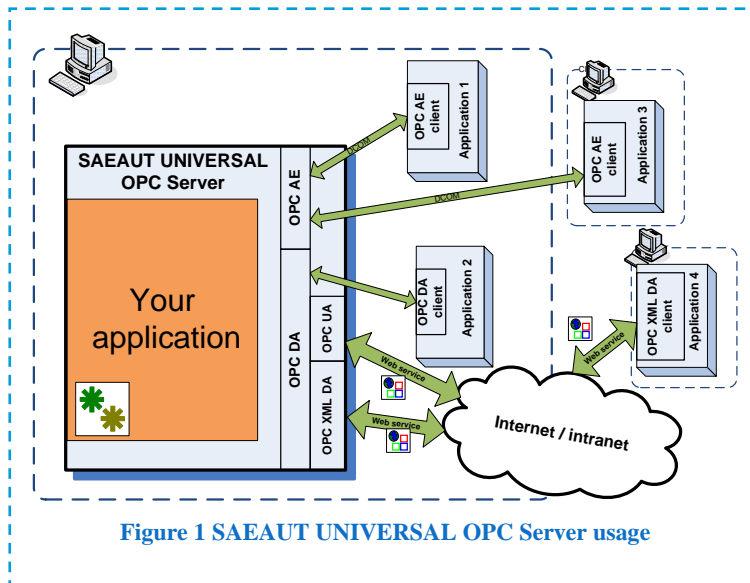 SAEAUT UNIVERSAL
OPC Server
Your
application
OPC AE
OPC DA
OPC UA
OPC XML DA
OPC AE
client
Application 1
DCOM
OPC AE
client
Application 3
DCOM
OPC DA
client
Application 2
OPC XML DA
client
Application 4
Web service
Web service
Web service
Internet / intranet
Figure 1 SAEAUT UNIVERSAL OPC Server usage